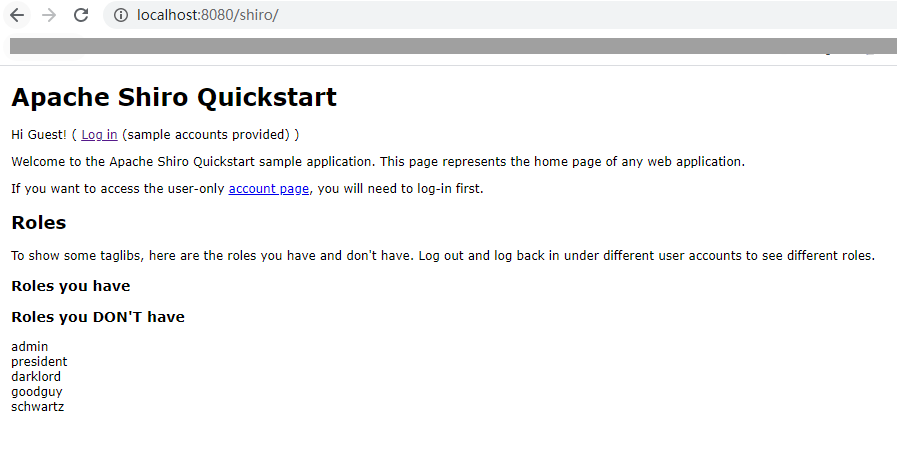 localhost:8080/shiro/
Apache Shiro Quickstart
Hi Guest! ( Log in (sample accounts provided) )
Welcome to the Apache Shiro Quickstart sample application. This page represents the home page of any web application.
If you want to access the user-only account page, you will need to log-in first.
Roles
To show some taglibs, here are the roles you have and don't have. Log out and log back in under different user accounts to see different roles.
Roles you have
Roles you DON'T have
admin
president
darklord
goodguy
schwartz